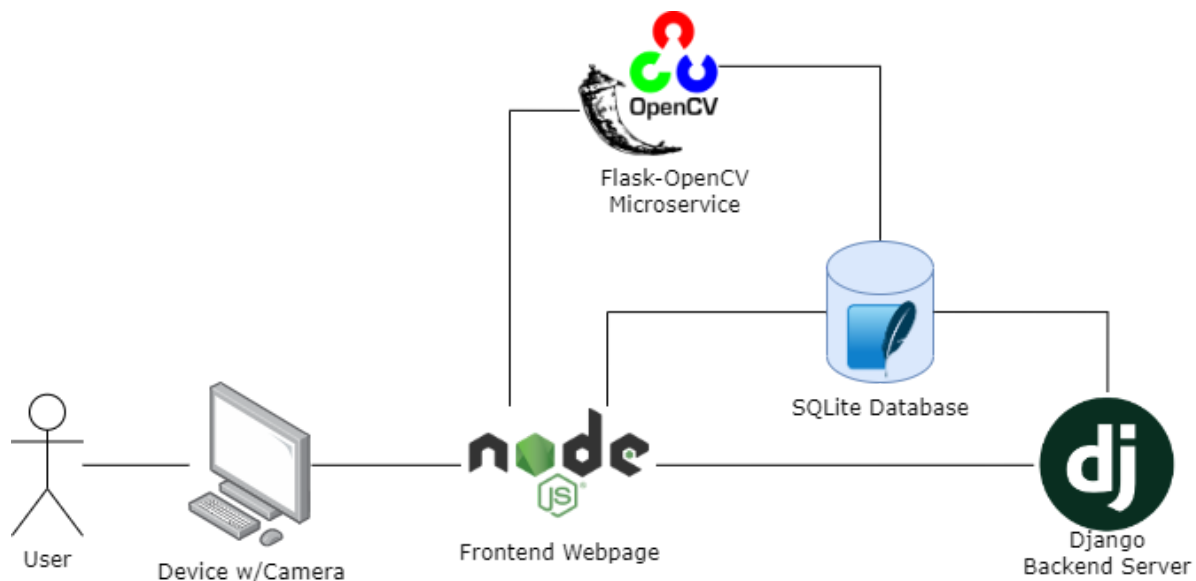 OpenCV
Flask-OpenCV
Microservice
SQLite Database
node
JS
dj
User
Device w/Camera
Frontend Webpage
Django
Backend Server